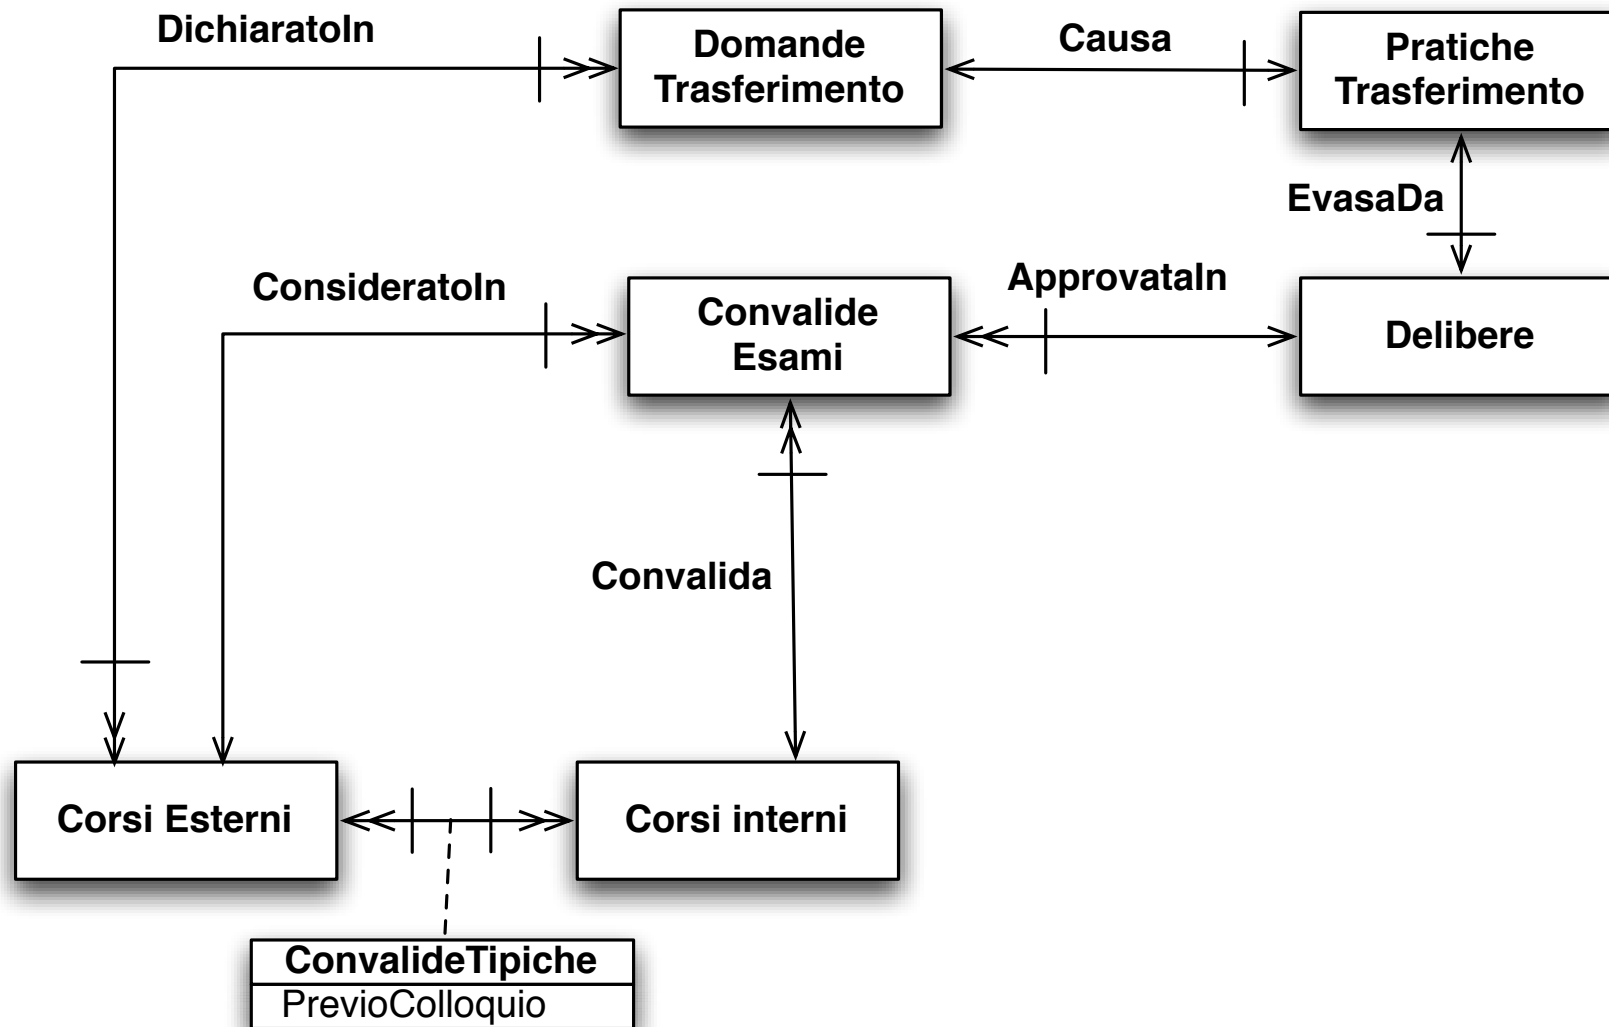 DichiaratoIn
Domande
Trasferimento
Causa
Pratiche
Trasferimento
EvasaDa
ConsideratoIn
Convalide
Esami
ApprovataIn
Delibere
Convalida
Corsi Esterni
Corsi interni
ConvalideTipiche
PrevioColloquio